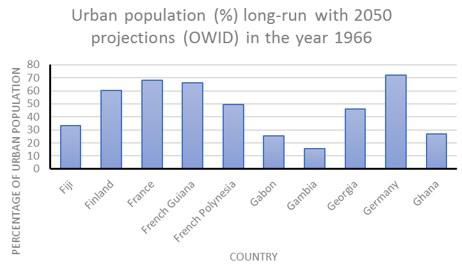 Urban population (%) long-run with 2050
projections (OWID) in the year 1966
PERCENTAGE OF URBAN POPULATION
80
70
60
50
40
30
20
10
0
Fiji
Finland
France
French Guiana
French Polynesia
Gabon
Gambia
Georgia
Germany
Ghana
COUNTRY